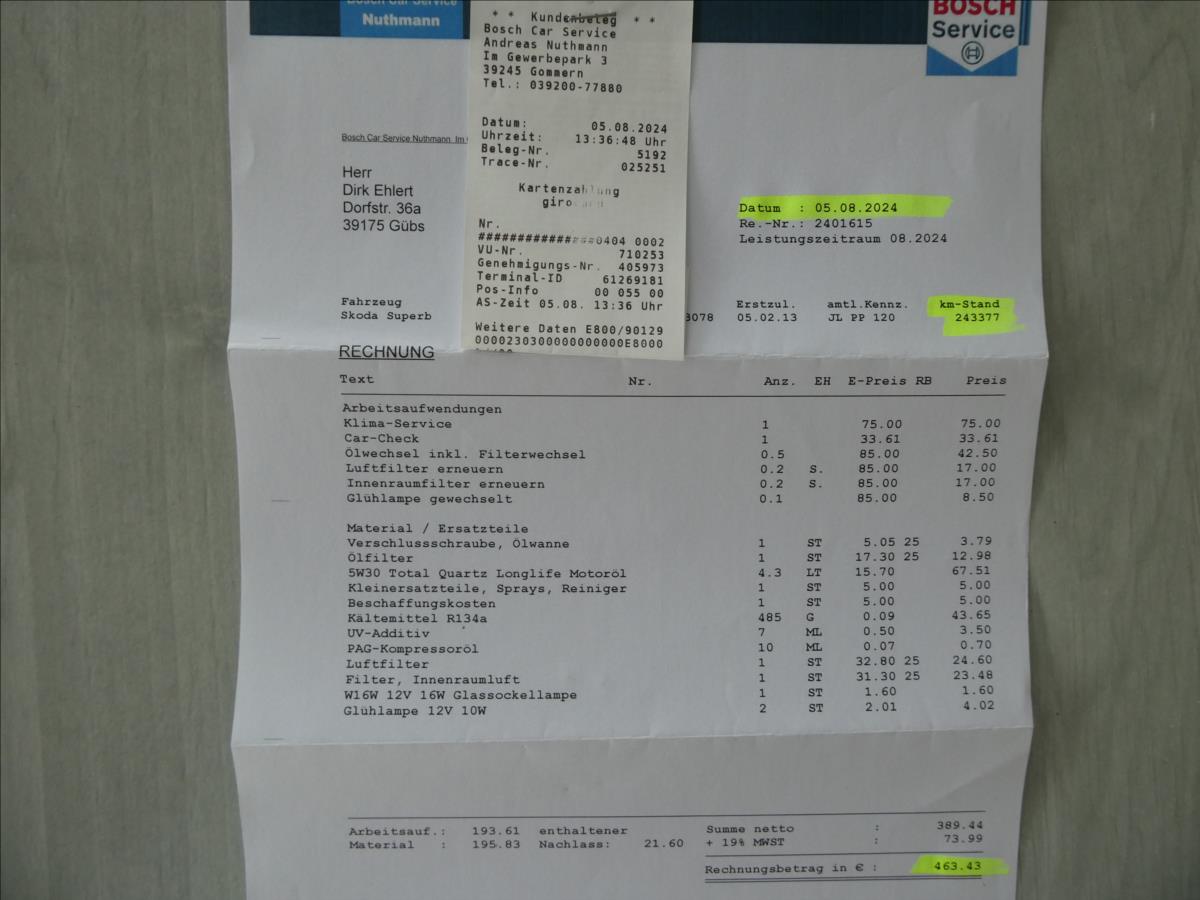 Bosch Car Service
Nuthmann
BOSCH
Service
* * Kundenbeleg * *
Bosch Car Service
Andreas Nuthmann
Im Gewerbepark 3
39245 Gommern
Tel.: 039200-77880
Datum: 05.08.2024
Uhrzeit: 13:36:48 Uhr
Beleg-Nr. 5192
Trace-Nr. 025251
Kartenzahlung
girocard
Nr.
###############0404 0002
VU-Nr. 710253
Genehmigungs-Nr. 405973
Terminal-ID 61269181
Pos-Info 00 055 00
AS-Zeit 05.08. 13:36 Uhr
Weitere Daten E800/90129
0000230300000000000E8000
Bosch Car Service Nuthmann, Im
Herr
Dirk Ehlert
Dorfstr. 36a
39175 Gübs
Datum : 05.08.2024
Re.-Nr.: 2401615
Leistungszeitraum 08.2024
Fahrzeug Erstzul. amtl.Kennz. km-Stand
Skoda Superb 3078 05.02.13 JL PP 120 243377
RECHNUNG
Text Nr. Anz. EH E-Preis RB Preis
Arbeitsaufwendungen
Klima-Service 1 75.00 75.00
Car-Check 1 33.61 33.61
Ölwechsel inkl. Filterwechsel 0.5 85.00 42.50
Luftfilter erneuern 0.2 S. 85.00 17.00
Innenraumfilter erneuern 0.2 S. 85.00 17.00
Glühlampe gewechselt 0.1 85.00 8.50
Material / Ersatzteile
Verschlussschraube, Ölwanne 1 ST 5.05 25 3.79
Ölfilter 1 ST 17.30 25 12.98
5W30 Total Quartz Longlife Motoröl 4.3 LT 15.70 67.51
Kleinersatzteile, Sprays, Reiniger 1 ST 5.00 5.00
Beschaffungskosten 1 ST 5.00 5.00
Kältemittel R134a 485 G 0.09 43.65
UV-Additiv 7 ML 0.50 3.50
PAG-Kompressoröl 10 ML 0.07 0.70
Luftfilter 1 ST 32.80 25 24.60
Filter, Innenraumluft 1 ST 31.30 25 23.48
W16W 12V 16W Glassockellampe 1 ST 1.60 1.60
Glühlampe 12V 10W 2 ST 2.01 4.02
Arbeitsauf.: 193.61 enthaltener Summe netto : 389.44
Material : 195.83 Nachlass: 21.60 + 19% MWST : 73.99
Rechnungsbetrag in € : 463.43